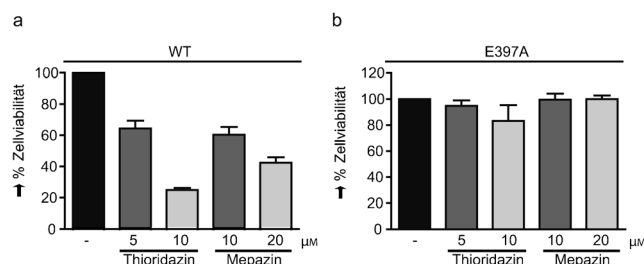 a
WT
➡ % Zellviabilität
100
80
60
40
20
0
- 5 10 10 20 µM
Thioridazin Mepazin
b
E397A
➡ % Zellviabilität
120
100
80
60
40
20
0
- 5 10 10 20 µM
Thioridazin Mepazin